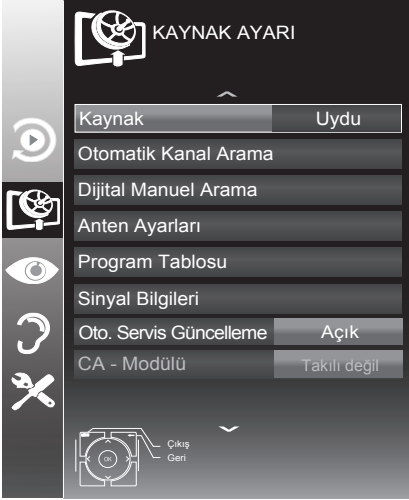 KAYNAK AYARI
Kaynak Uydu
Otomatik Kanal Arama
Dijital Manuel Arama
Anten Ayarları
Program Tablosu
Sinyal Bilgileri
Oto. Servis Güncelleme Açık
CA - Modülü Takılı değil
OK
Çıkış
Geri